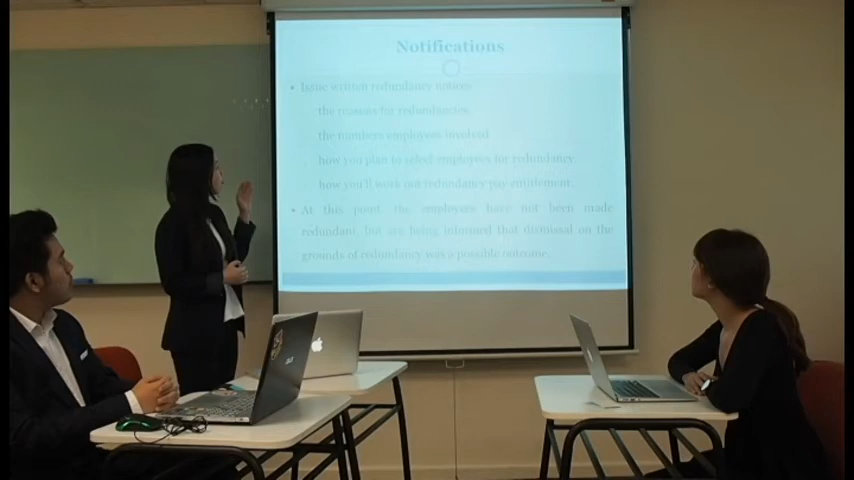 Notifications
• Issue written redundancy notices
the reasons for redundancies
the numbers employees involved
how you plan to select employees for redundancy
how you'll work out redundancy pay entitlement.
• At this point, the employees have not been made
redundant, but are being informed that dismissal on the
grounds of redundancy was a possible outcome.